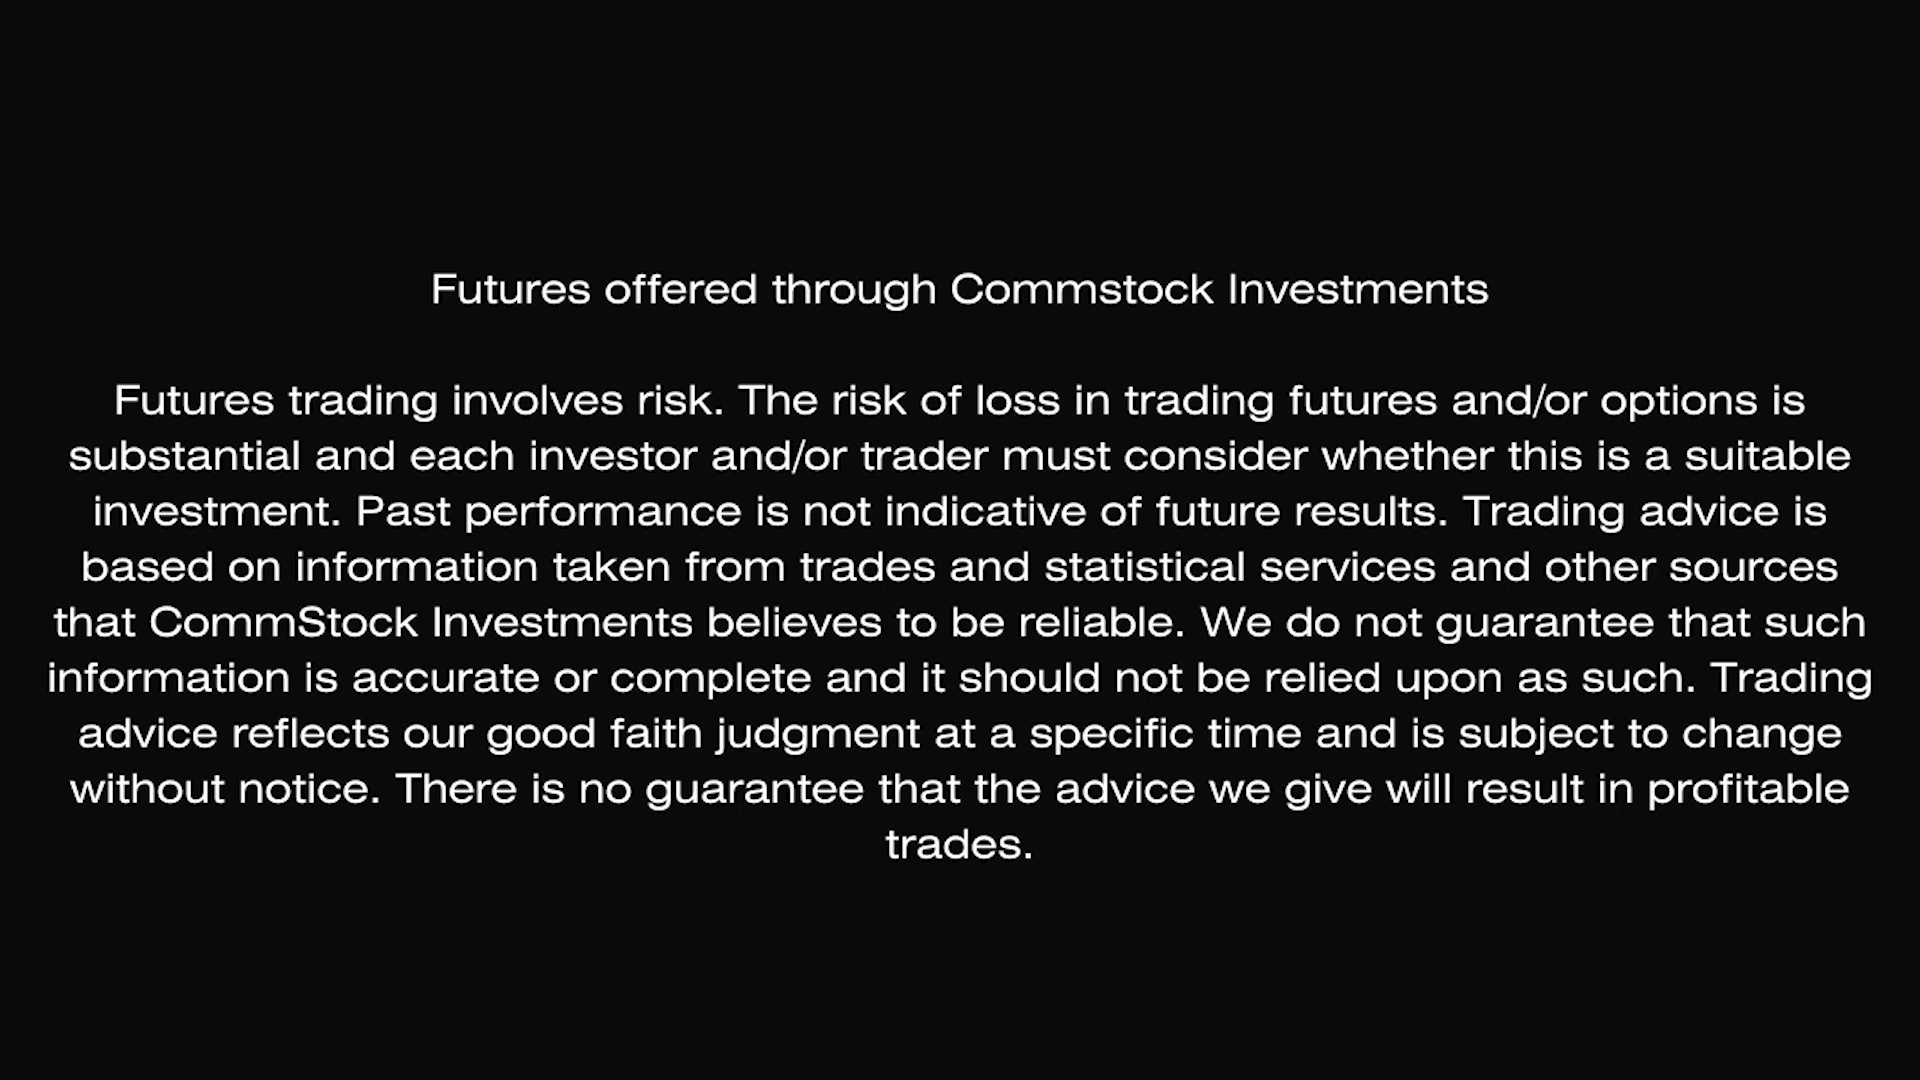 Futures offered through Commstock Investments
Futures trading involves risk. The risk of loss in trading futures and/or options is
substantial and each investor and/or trader must consider whether this is a suitable
investment. Past performance is not indicative of future results. Trading advice is
based on information taken from trades and statistical services and other sources
that CommStock Investments believes to be reliable. We do not guarantee that such
information is accurate or complete and it should not be relied upon as such. Trading
advice reflects our good faith judgment at a specific time and is subject to change
without notice. There is no guarantee that the advice we give will result in profitable
trades.